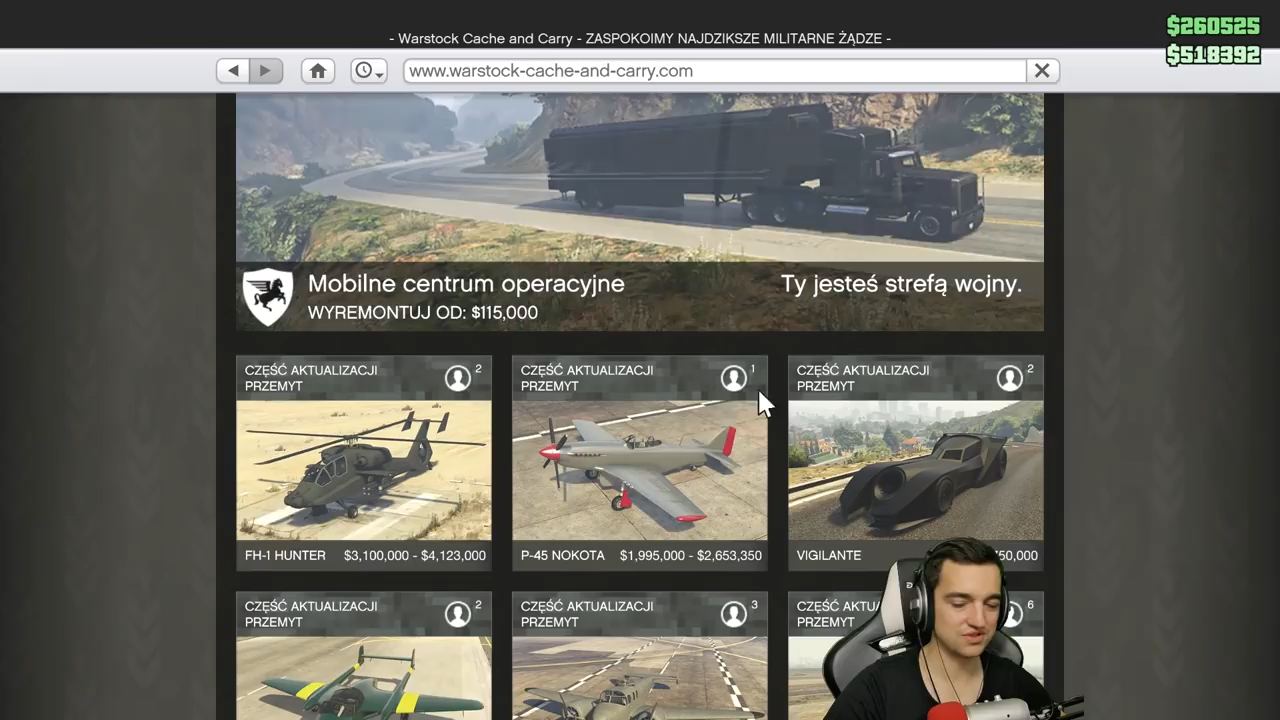 - Warstock Cache and Carry - ZASPOKOIMY NAJDZIKSZE MILITARNE ŻĄDZE -
$260525
$518392
www.warstock-cache-and-carry.com
Mobilne centrum operacyjne
Ty jesteś strefą wojny.
WYREMONTUJ OD: $115,000
CZĘŚĆ AKTUALIZACJI
PRZEMYT
2
CZĘŚĆ AKTUALIZACJI
PRZEMYT
1
CZĘŚĆ AKTUALIZACJI
PRZEMYT
2
FH-1 HUNTER $3,100,000 - $4,123,000
P-45 NOKOTA $1,995,000 - $2,653,350
VIGILANTE 50,000
CZĘŚĆ AKTUALIZACJI
PRZEMYT
2
CZĘŚĆ AKTUALIZACJI
PRZEMYT
3
CZĘŚĆ
PRZEMYT
6